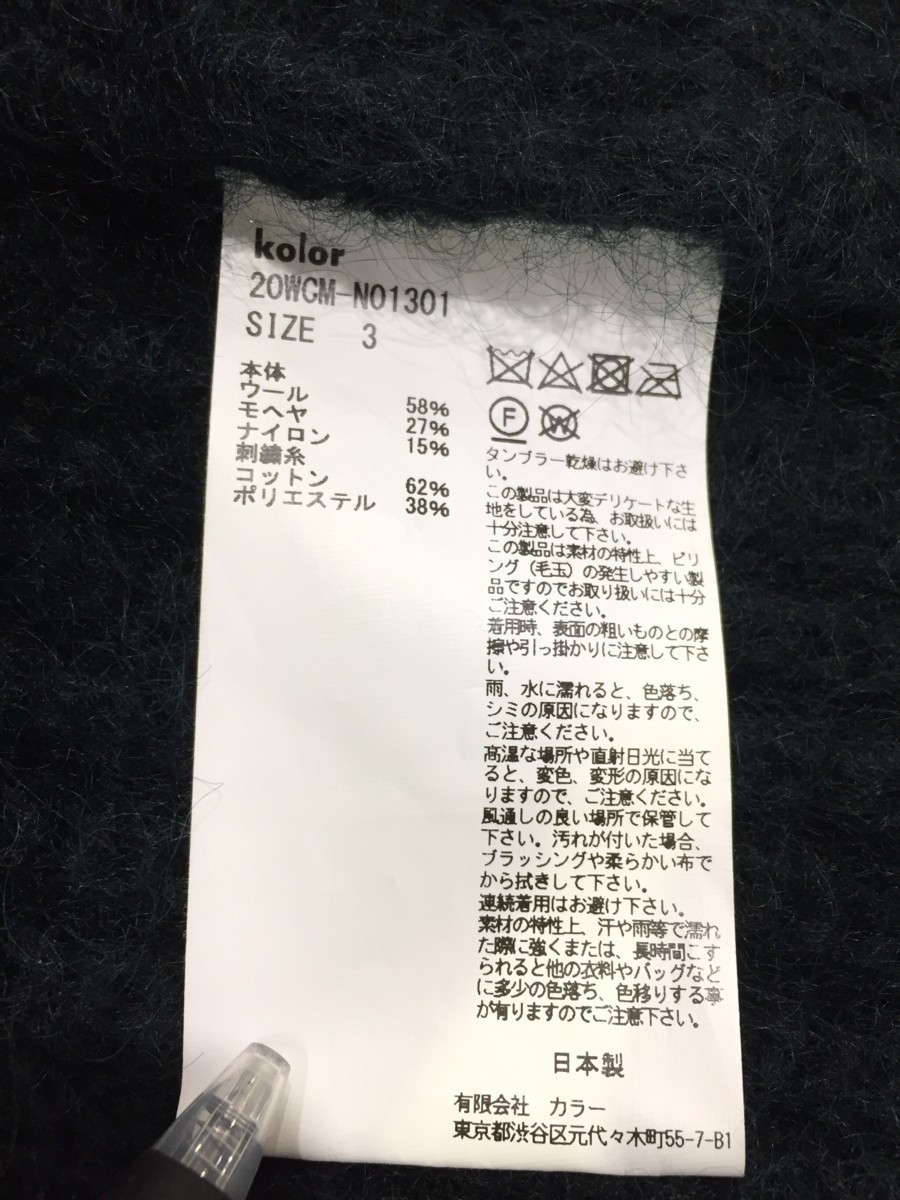 kolor
20WCM-N01301
SIZE 3
本体
ウール 58%
モヘヤ 27%
ナイロン 15%
刺繍糸
コットン 62%
ポリエステル 38%
F W
タンブラー乾燥はお避け下さ
い。
この製品は大変デリケートな生
地をしている為、お取扱いには
十分注意して下さい。
この製品は素材の特性上、ピリ
ング(毛玉)の発生しやすい製
品ですのでお取り扱いには十分
ご注意ください。
着用時、表面の粗いものとの摩
擦や引っ掛かりに注意して下さ
い。
雨、水に濡れると、色落ち、
シミの原因になりますので、
ご注意ください。
高温な場所や直射日光に当て
ると、変色、変形の原因にな
りますので、ご注意ください。
風通しの良い場所で保管して
下さい。汚れが付いた場合、
ブラッシングや柔らかい布で
から拭きして下さい。
連続着用はお避け下さい。
素材の特性上、汗や雨等で濡れ
た際に強くまたは、長時間こす
られると他の衣料やバッグなど
に多少の色落ち、色移りする事
が有りますのでご注意下さい。
日本製
有限会社 カラー
東京都渋谷区元代々木町55-7-B1